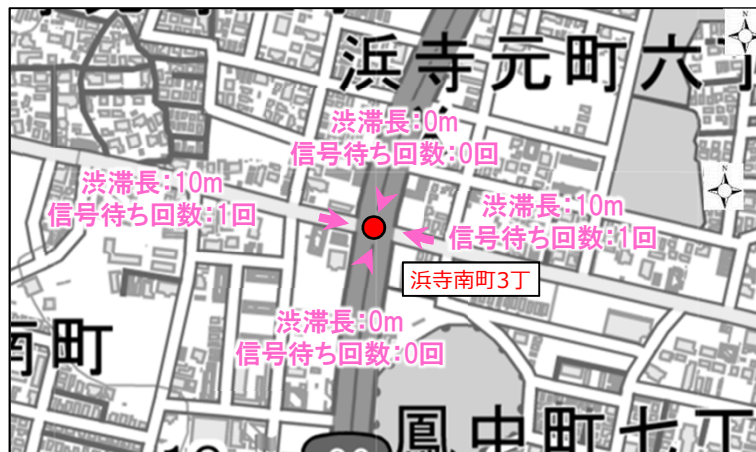 浜寺元町六丁
渋滞長:0m
信号待ち回数:0回
渋滞長:10m
信号待ち回数:1回
渋滞長:10m
信号待ち回数:1回
浜寺南町3丁
渋滞長:0m
信号待ち回数:0回
南町
鳳中町七丁